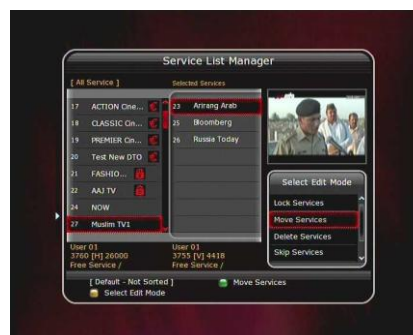 Service List Manager
[ All Service ]
Selected Services
17 ACTION Cine...
18 CLASSIC Cin...
19 PREMIER Cin...
20 Test New DTO
21 FASHIO...
22 AAJ TV
24 NOW
27 Muslim TV1
23 Arirang Arab
25 Bloomberg
26 Russia Today
Select Edit Mode
Lock Services
Move Services
Delete Services
Skip Services
User 01
3760 [H] 26000
Free Service /
User 01
3755 [V] 4418
Free Service /
[ Default - Not Sorted ]
Move Services
Select Edit Mode